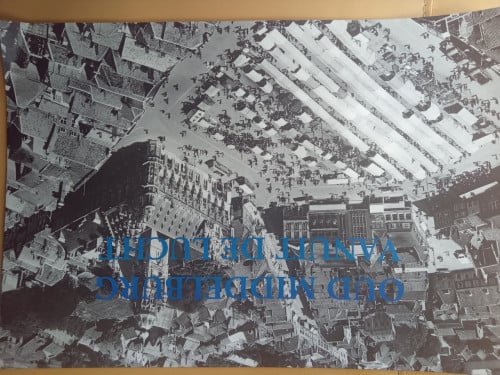 OUD MIDDELBURG
VANUIT DE LUCHT